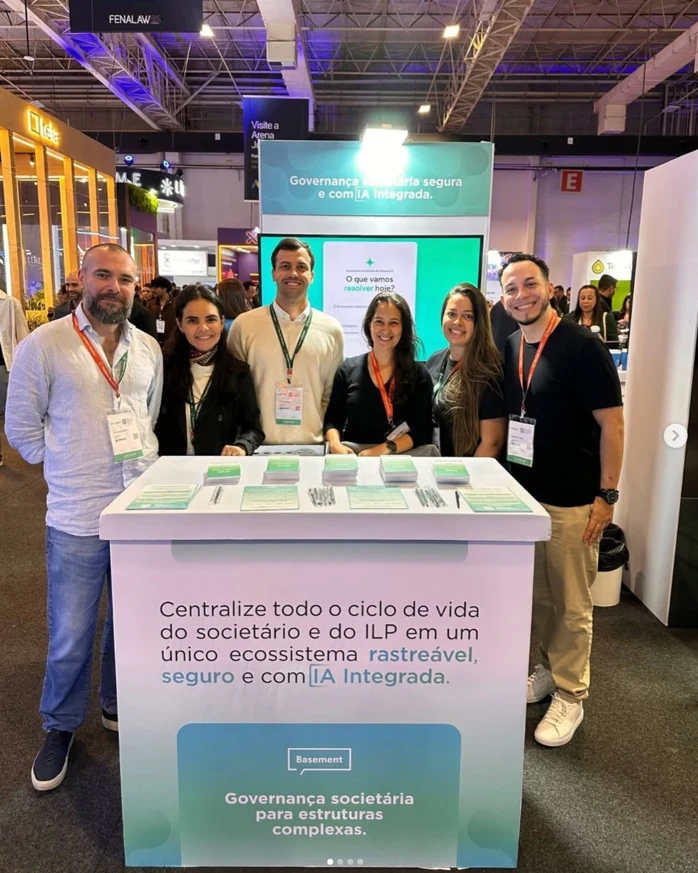 FENALAW
Visite a
Arena
Governança societária segura
e com IA Integrada.
E
O que vamos
resolver hoje?
Centralize todo o ciclo de vida
do societário e do ILP em um
único ecossistema rastreável,
seguro e com IA Integrada.
Basement
Governança societária
para estruturas
complexas.